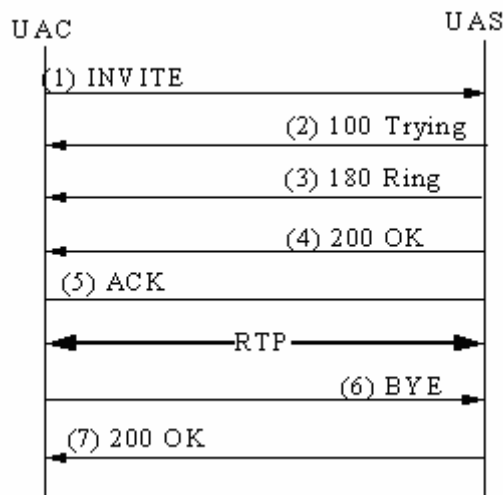 UAC
UAS
(1) INVITE
(2) 100 Trying
(3) 180 Ring
(4) 200 OK
(5) ACK
RTP
(6) BYE
(7) 200 OK